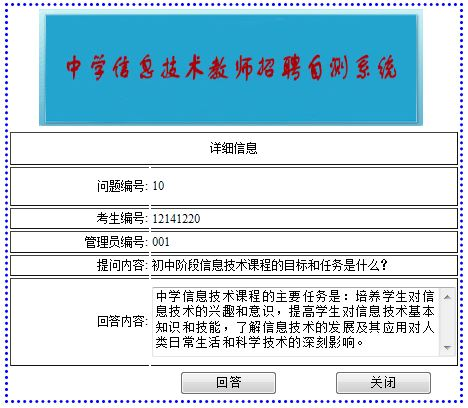 中学信息技术教师招聘自测系统
详细信息
问题编号: 10
考生编号: 12141220
管理员编号: 001
提问内容: 初中阶段信息技术课程的目标和任务是什么?
回答内容:
中学信息技术课程的主要任务是：培养学生对信
息技术的兴趣和意识，提高学生对信息技术基本
知识和技能，了解信息技术的发展及其应用对人
类日常生活和科学技术的深刻影响。
回答 关闭